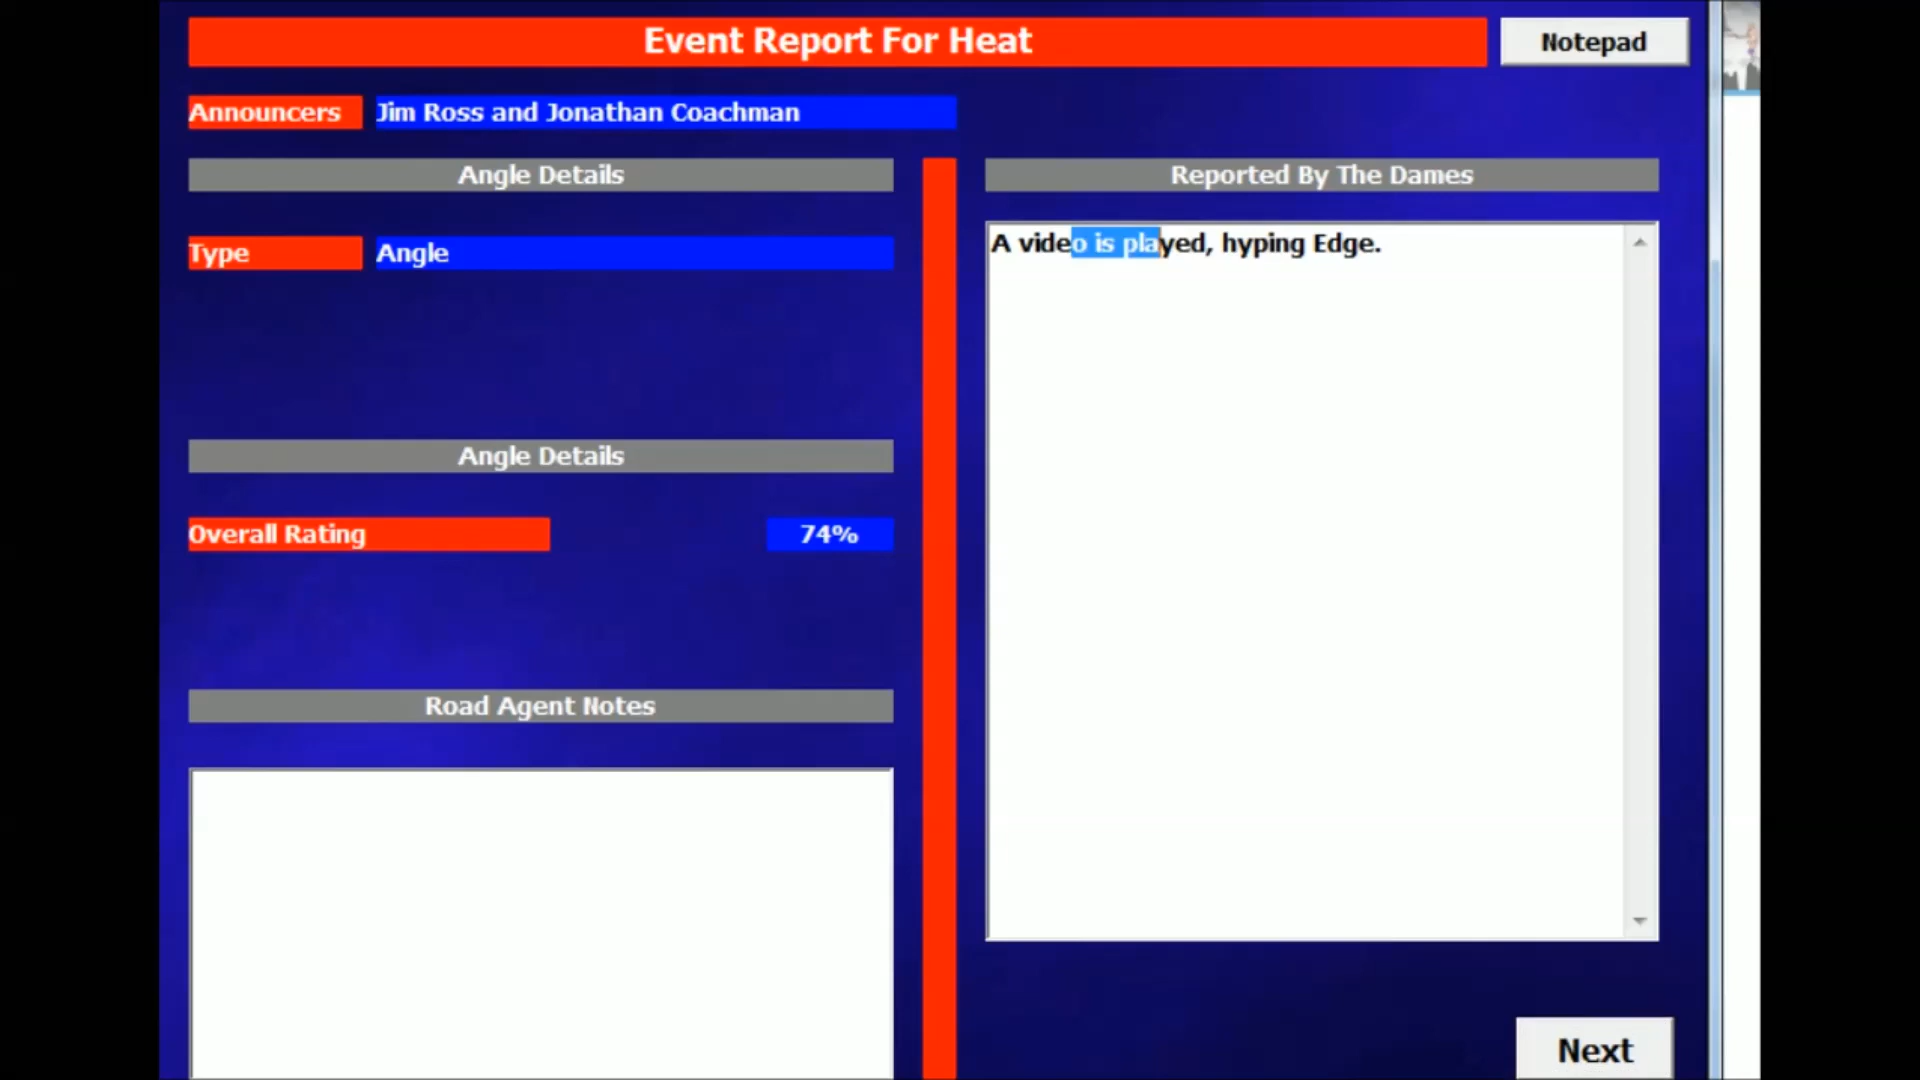 Event Report For Heat
Notepad
Announcers
Jim Ross and Jonathan Coachman
Angle Details
Reported By The Dames
Type
Angle
A video is played, hyping Edge.
Angle Details
Overall Rating
74%
Road Agent Notes
Next